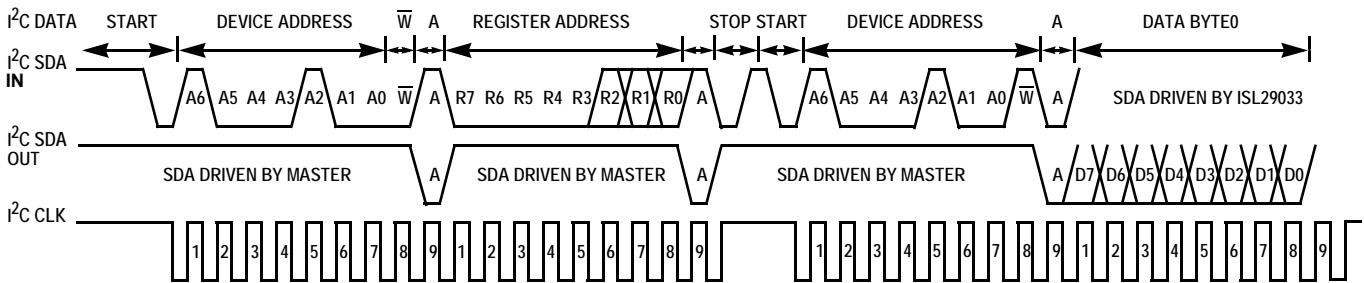 I2C DATA START DEVICE ADDRESS W̅ A REGISTER ADDRESS STOP START DEVICE ADDRESS A DATA BYTE0
I2C SDA IN A6 A5 A4 A3 A2 A1 A0 W̅ A R7 R6 R5 R4 R3 R2 R1 R0 A A6 A5 A4 A3 A2 A1 A0 W̅ A SDA DRIVEN BY ISL29033
I2C SDA OUT SDA DRIVEN BY MASTER A SDA DRIVEN BY MASTER A SDA DRIVEN BY MASTER A D7 D6 D5 D4 D3 D2 D1 D0
I2C CLK 1 2 3 4 5 6 7 8 9 1 2 3 4 5 6 7 8 9 1 2 3 4 5 6 7 8 9 1 2 3 4 5 6 7 8 9